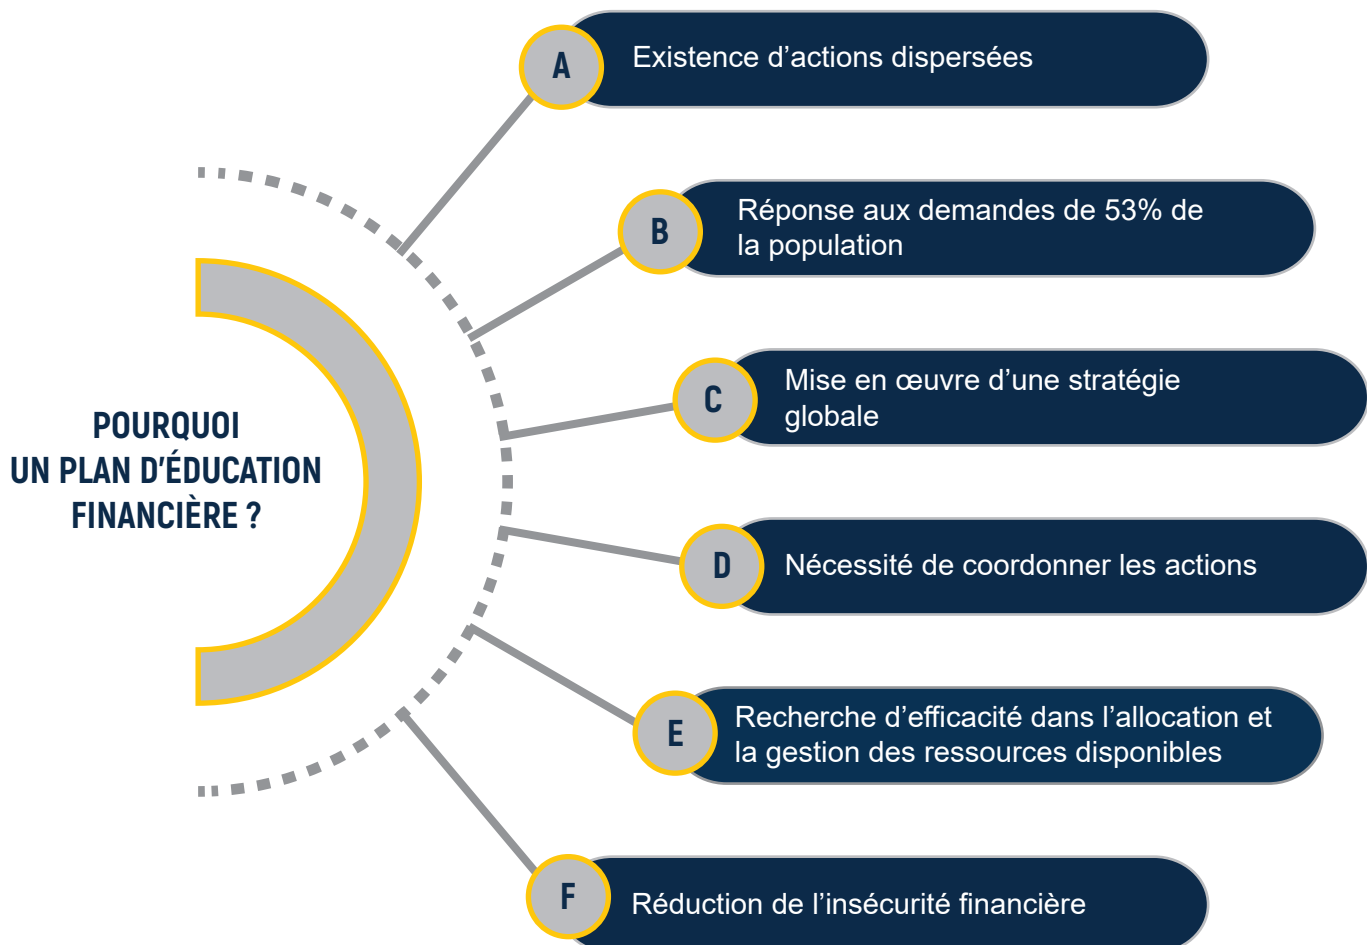 POURQUOI
UN PLAN D'ÉDUCATION
FINANCIÈRE ?
A
Existence d’actions dispersées
B
Réponse aux demandes de 53% de
la population
C
Mise en œuvre d’une stratégie
globale
D
Nécessité de coordonner les actions
E
Recherche d’efficacité dans l’allocation et
la gestion des ressources disponibles
F
Réduction de l’insécurité financière